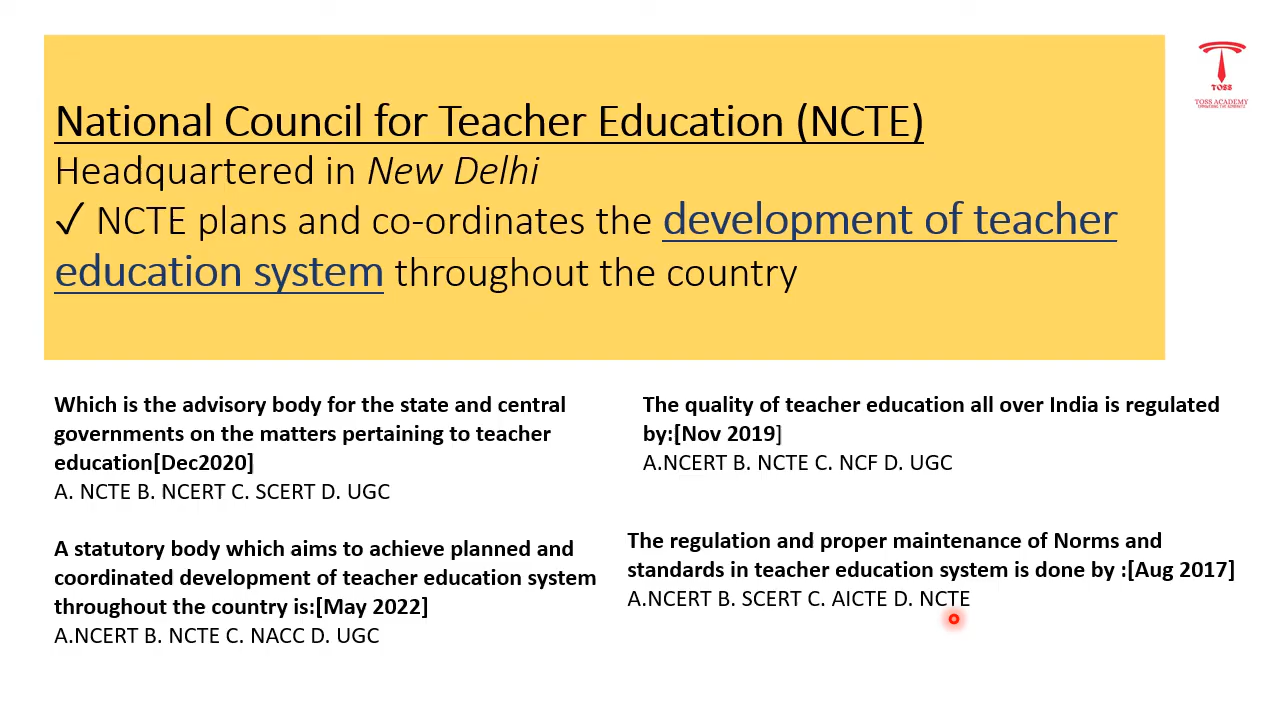 National Council for Teacher Education (NCTE)
Headquartered in New Delhi
✓ NCTE plans and co-ordinates the development of teacher
education system throughout the country
TOSS
TOSS ACADEMY
Which is the advisory body for the state and central
governments on the matters pertaining to teacher
education[Dec2020]
A. NCTE B. NCERT C. SCERT D. UGC
A statutory body which aims to achieve planned and
coordinated development of teacher education system
throughout the country is:[May 2022]
A.NCERT B. NCTE C. NACC D. UGC
The quality of teacher education all over India is regulated
by:[Nov 2019]
A.NCERT B. NCTE C. NCF D. UGC
The regulation and proper maintenance of Norms and
standards in teacher education system is done by :[Aug 2017]
A.NCERT B. SCERT C. AICTE D. NCTE